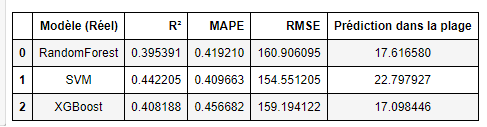 Modèle (Réel) R² MAPE RMSE Prédiction dans la plage
0 RandomForest 0.395391 0.419210 160.906095 17.616580
1 SVM 0.442205 0.409663 154.551205 22.797927
2 XGBoost 0.408188 0.456682 159.194122 17.098446